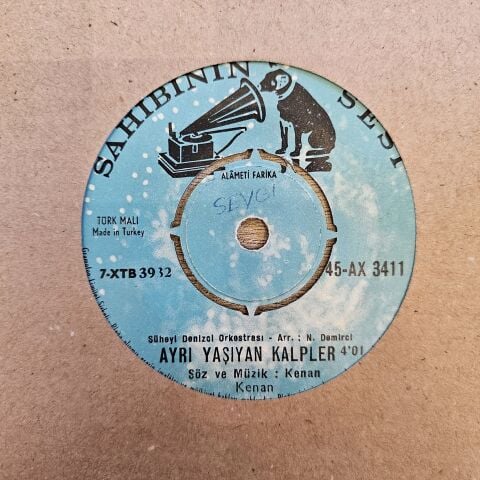 SAHIBININ SESI
ALÂMETİ FARİKA
SEVGİ
TÜRK MALI
Made in Turkey
7-XTB 3932
45-AX 3411
Süheyl Denizci Orkestrası - Arr. : N. Demirci
AYRI YAŞIYAN KALPLER 4'01
Söz ve Müzik : Kenan
Kenan